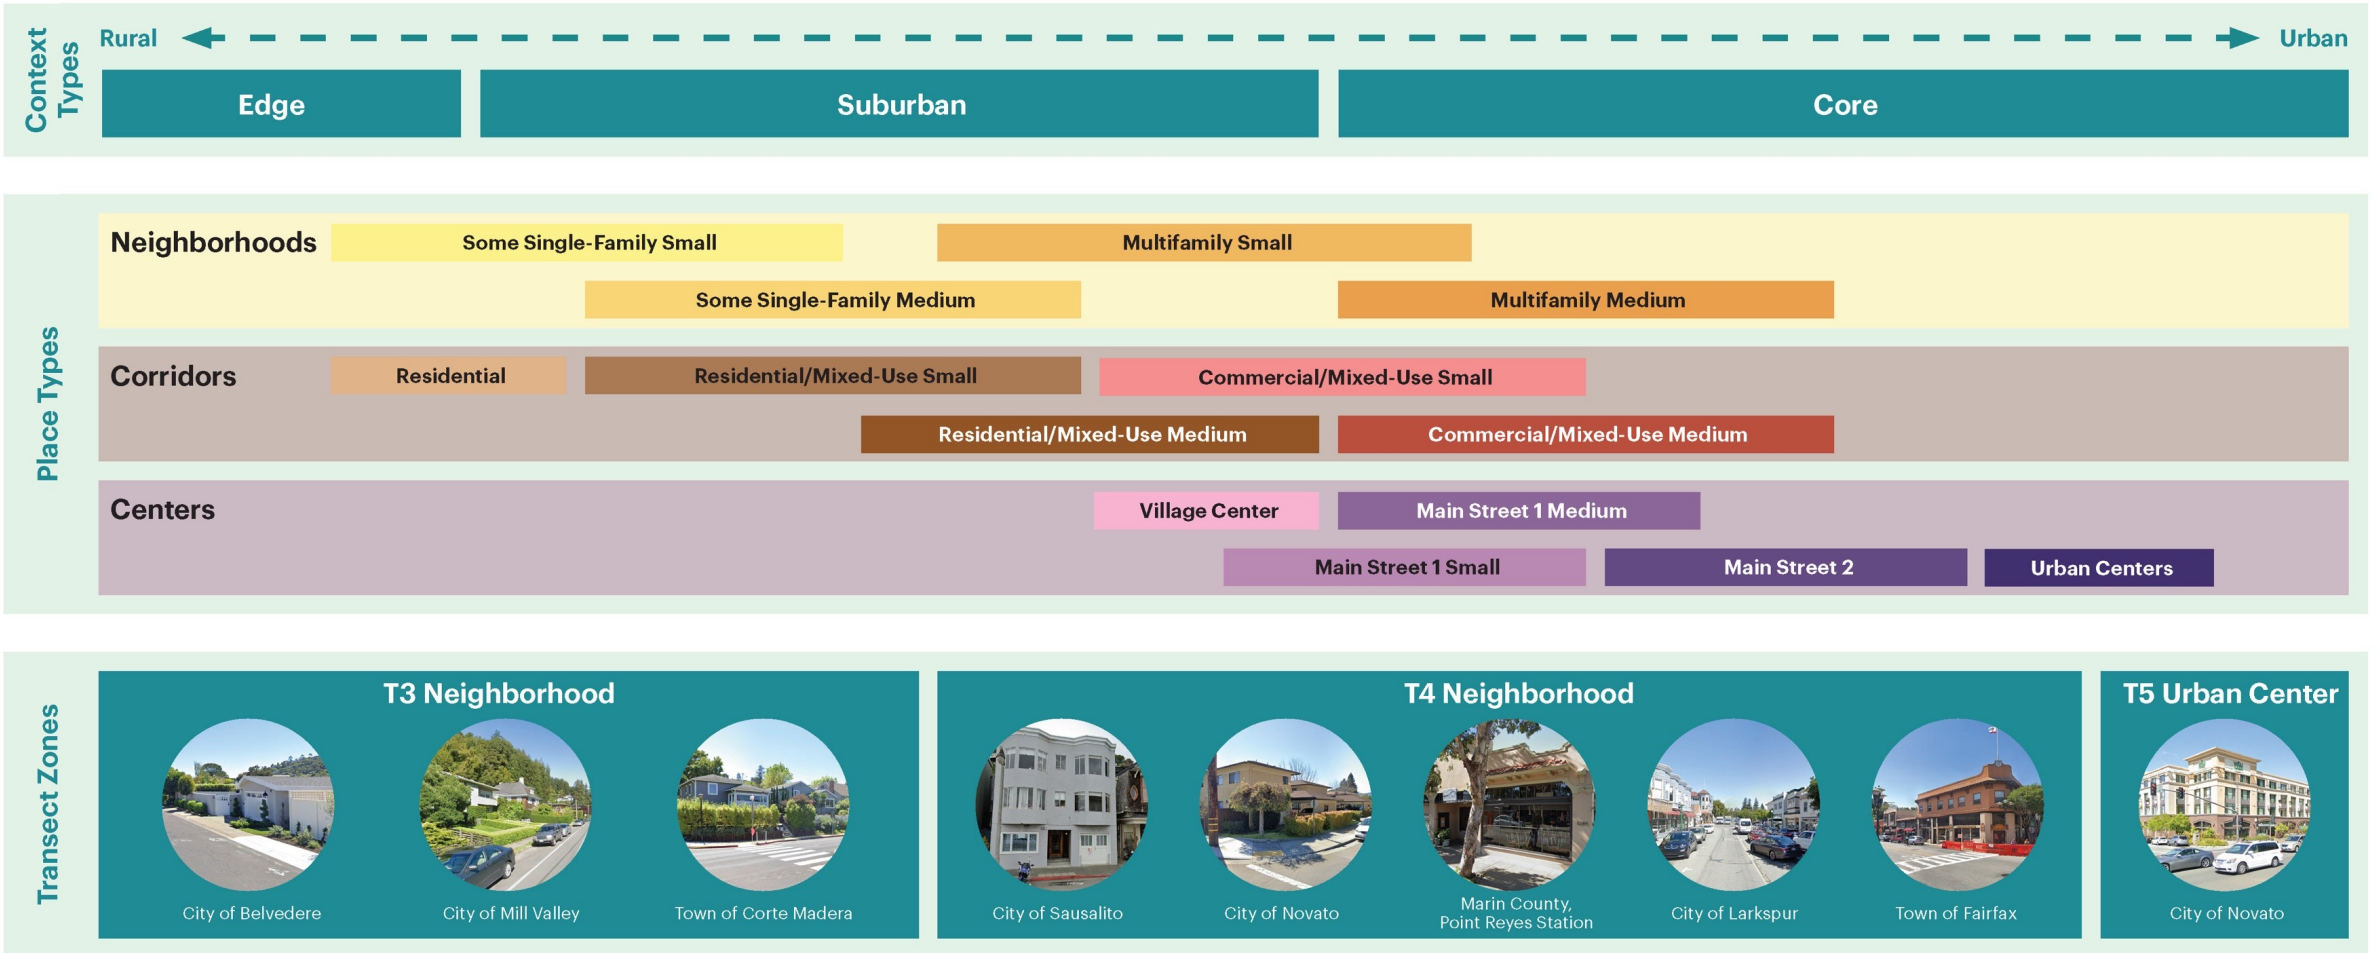 Context
Types
Rural
Urban
Edge
Suburban
Core
Place Types
Neighborhoods
Some Single-Family Small
Multifamily Small
Some Single-Family Medium
Multifamily Medium
Corridors
Residential
Residential/Mixed-Use Small
Commercial/Mixed-Use Small
Residential/Mixed-Use Medium
Commercial/Mixed-Use Medium
Centers
Village Center
Main Street 1 Medium
Main Street 1 Small
Main Street 2
Urban Centers
Transect Zones
T3 Neighborhood
City of Belvedere
City of Mill Valley
Town of Corte Madera
T4 Neighborhood
City of Sausalito
City of Novato
Marin County,
Point Reyes Station
City of Larkspur
Town of Fairfax
T5 Urban Center
City of Novato